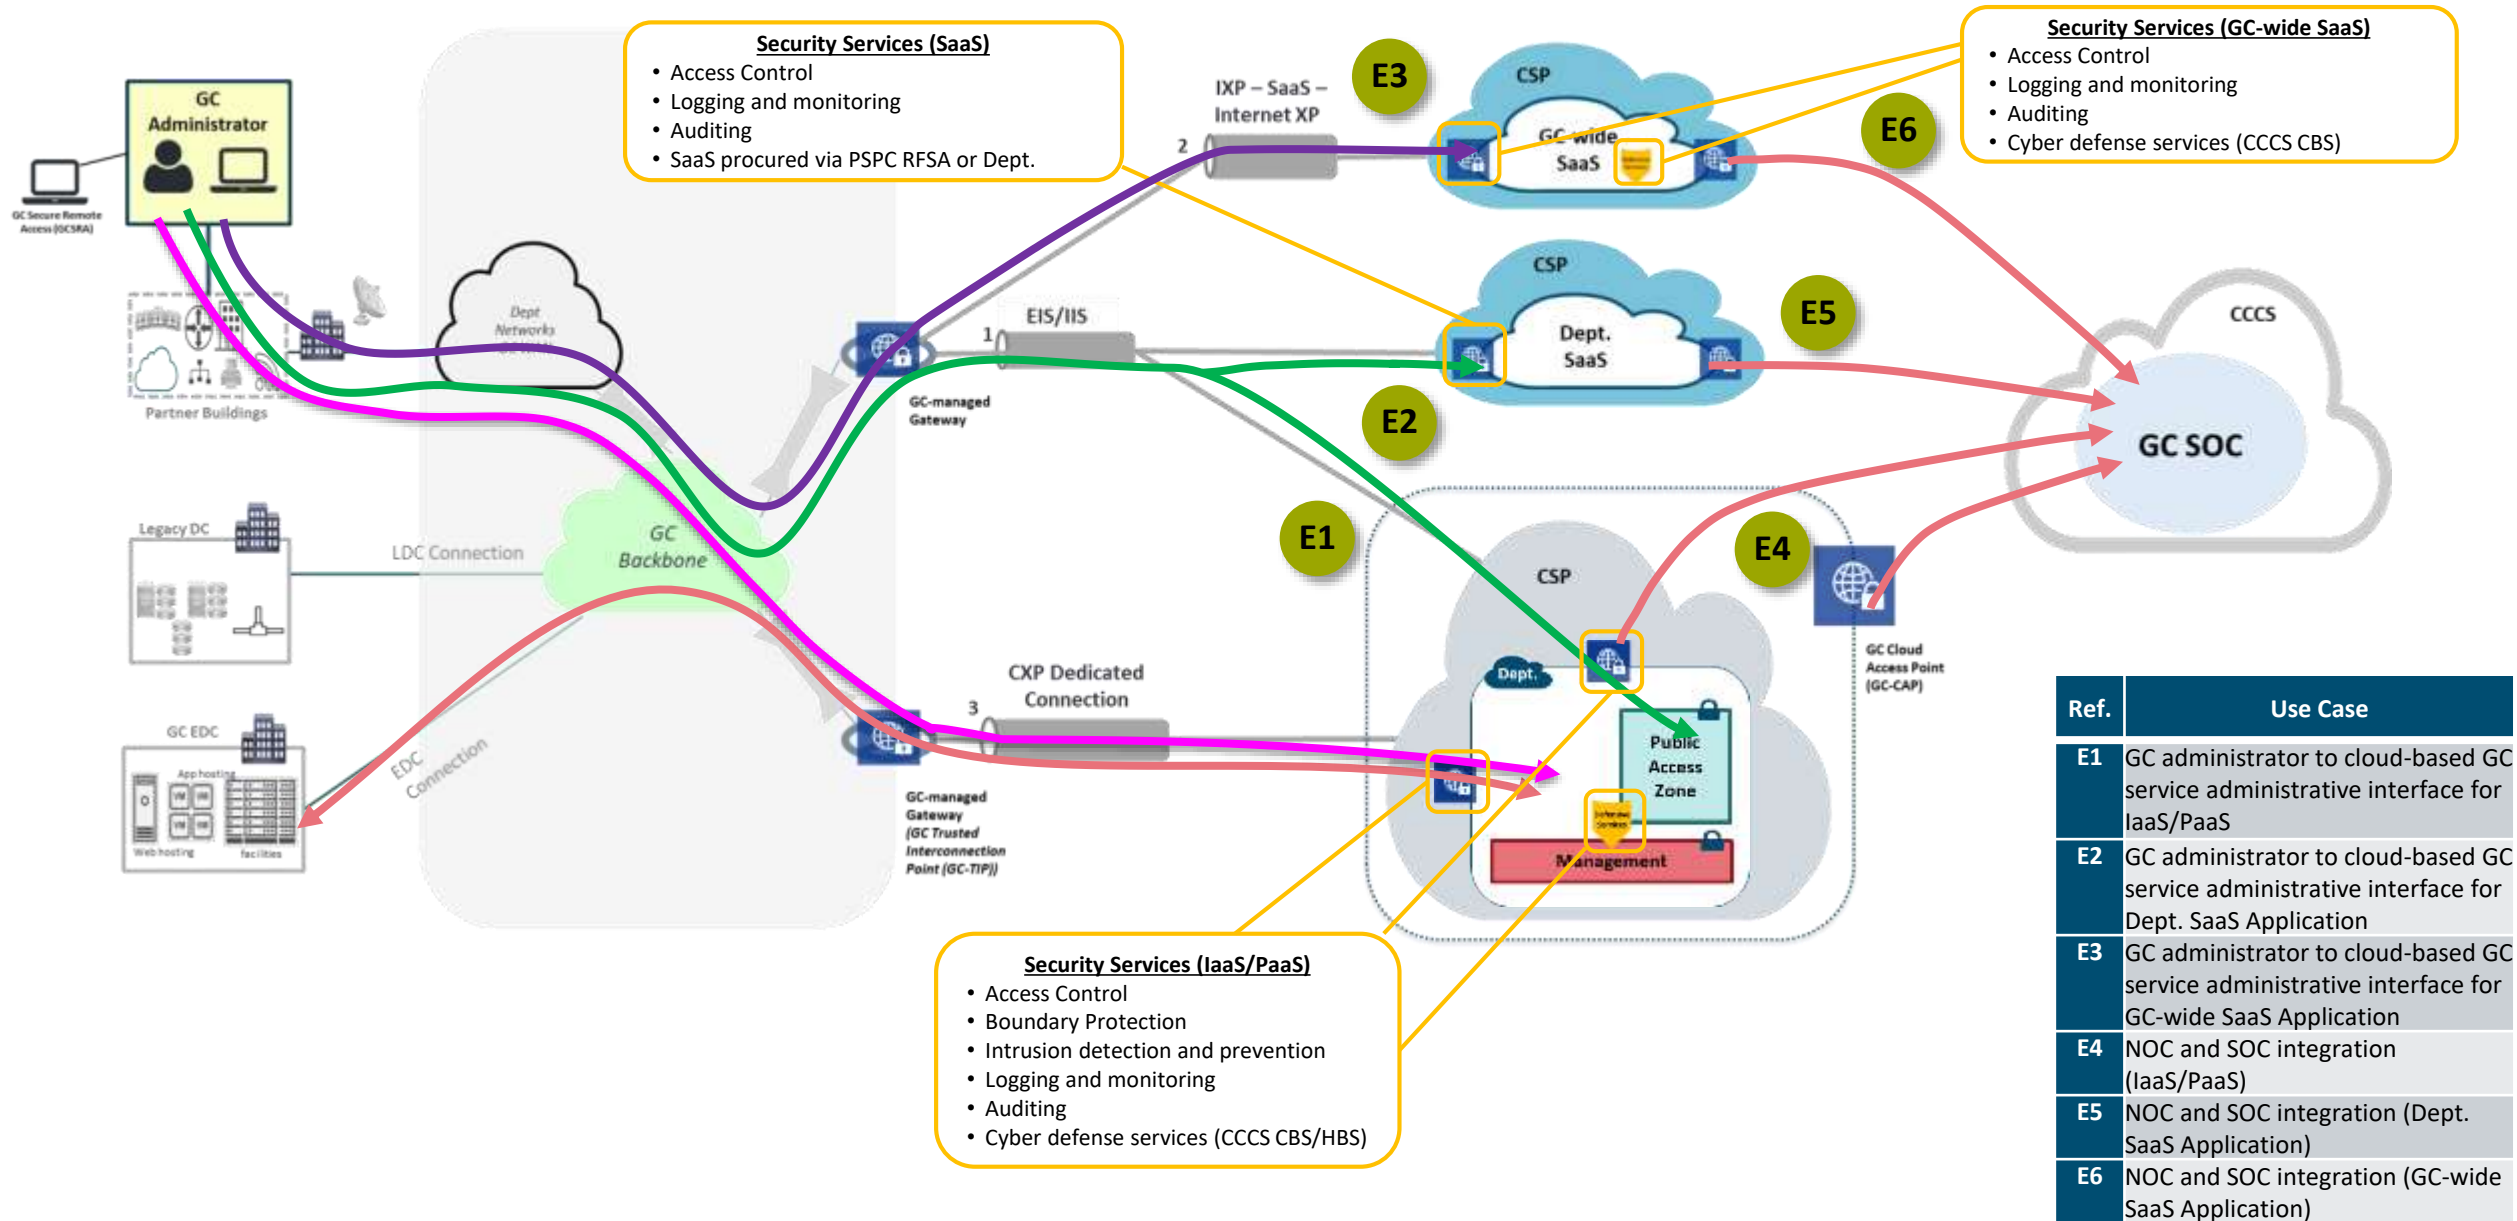 Security Services (SaaS)
• Access Control
• Logging and monitoring
• Auditing
• SaaS procured via PSPC RFSA or Dept.
Security Services (GC-wide SaaS)
• Access Control
• Logging and monitoring
• Auditing
• Cyber defense services (CCCS CBS)
GC
Administrator
GC Secure Remote
Access (GCSRA)
Partner Buildings
Legacy DC
LDC Connection
GC EDC
App hosting
Web hosting
facilities
EDC
Connection
Dept
Networks
GC
Backbone
GC-managed
Gateway
GC-managed
Gateway
(GC Trusted
Interconnection
Point (GC-TIP))
IXP – SaaS –
Internet XP
2
EIS/IIS
1
CXP Dedicated
Connection
3
E3
CSP
GC-wide
SaaS
E6
CSP
Dept.
SaaS
E5
E2
E1
E4
CSP
Dept.
Public
Access
Zone
Defensive
Services
Management
GC Cloud
Access Point
(GC-CAP)
CCCS
GC SOC
Security Services (IaaS/PaaS)
• Access Control
• Boundary Protection
• Intrusion detection and prevention
• Logging and monitoring
• Auditing
• Cyber defense services (CCCS CBS/HBS)
Ref. Use Case
E1 GC administrator to cloud-based GC
service administrative interface for
IaaS/PaaS
E2 GC administrator to cloud-based GC
service administrative interface for
Dept. SaaS Application
E3 GC administrator to cloud-based GC
service administrative interface for
GC-wide SaaS Application
E4 NOC and SOC integration
(IaaS/PaaS)
E5 NOC and SOC integration (Dept.
SaaS Application)
E6 NOC and SOC integration (GC-wide
SaaS Application)